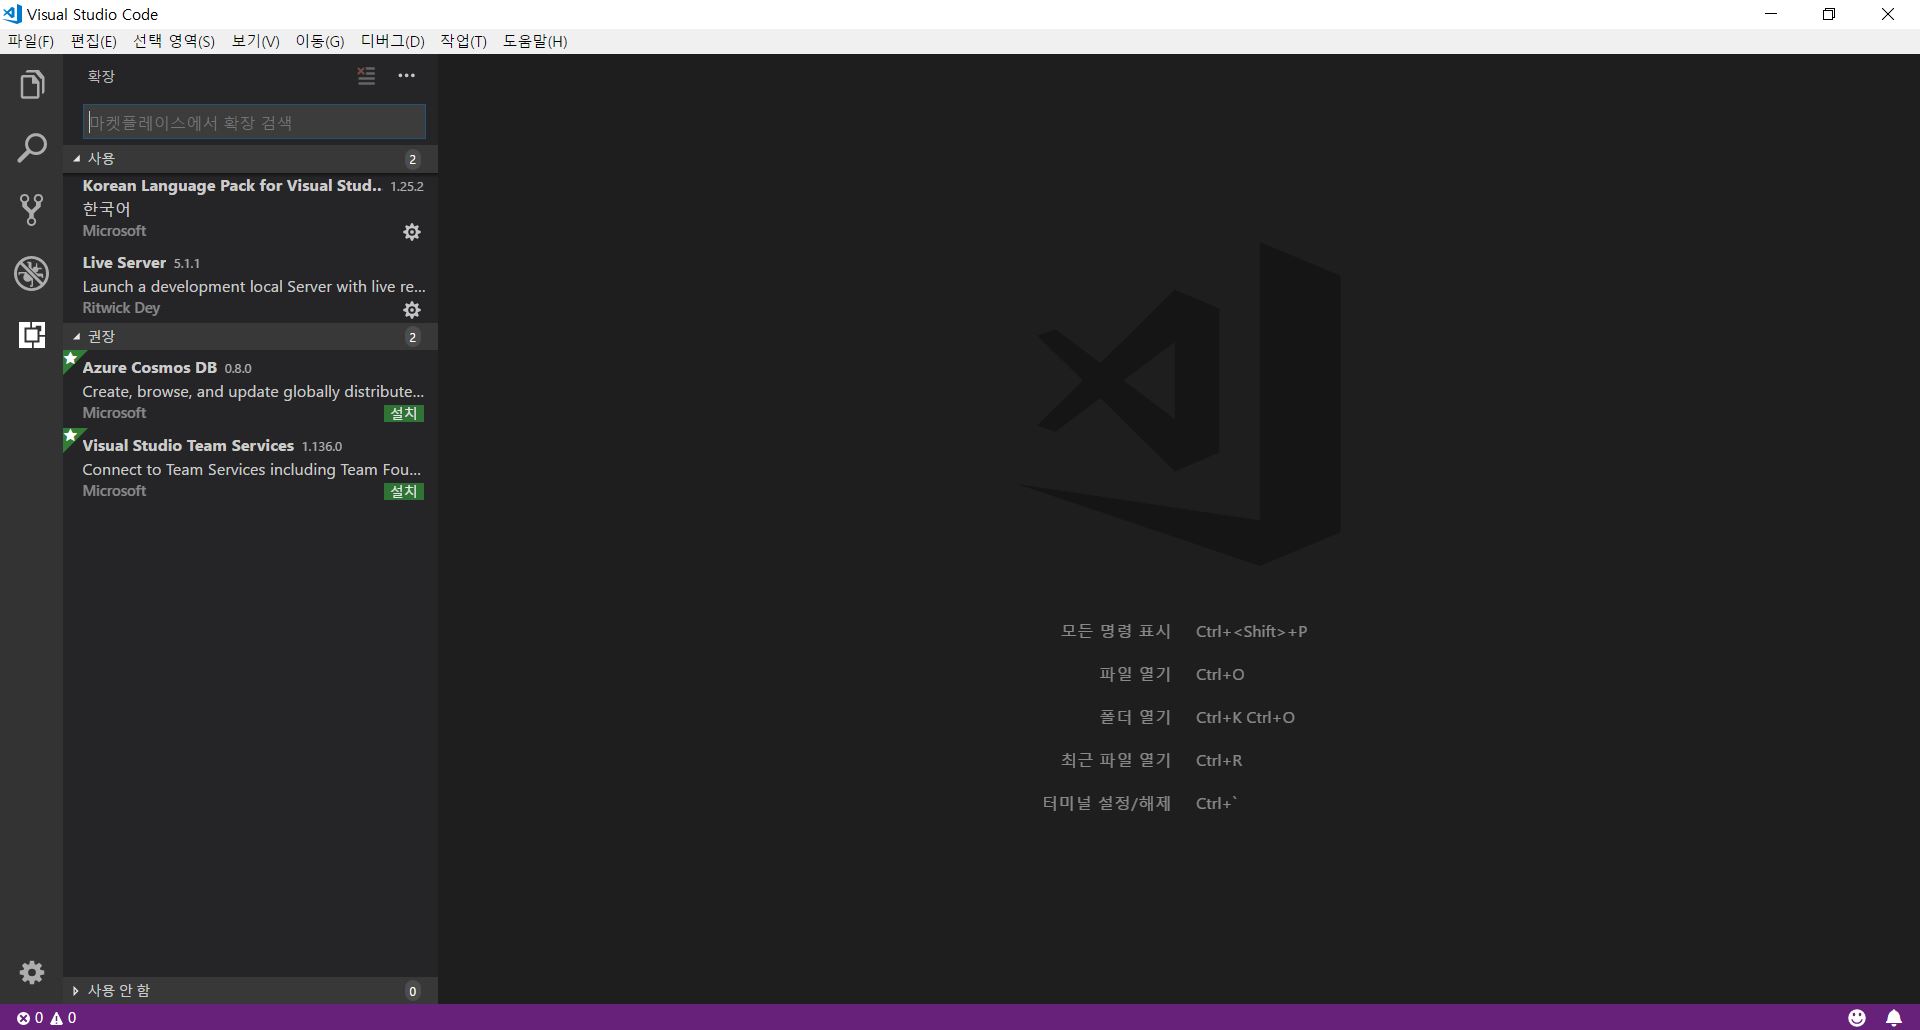 Visual Studio Code
파일(F) 편집(E) 선택 영역(S) 보기(V) 이동(G) 디버그(D) 작업(T) 도움말(H)
확장
마켓플레이스에서 확장 검색
사용 2
Korean Language Pack for Visual Stud.. 1.25.2
한국어
Microsoft
Live Server 5.1.1
Launch a development local Server with live re...
Ritwick Dey
권장 2
Azure Cosmos DB 0.8.0
Create, browse, and update globally distribute...
Microsoft 설치
Visual Studio Team Services 1.136.0
Connect to Team Services including Team Fou...
Microsoft 설치
모든 명령 표시 Ctrl+<Shift>+P
파일 열기 Ctrl+O
폴더 열기 Ctrl+K Ctrl+O
최근 파일 열기 Ctrl+R
터미널 설정/해제 Ctrl+`
사용 안 함 0
0 0